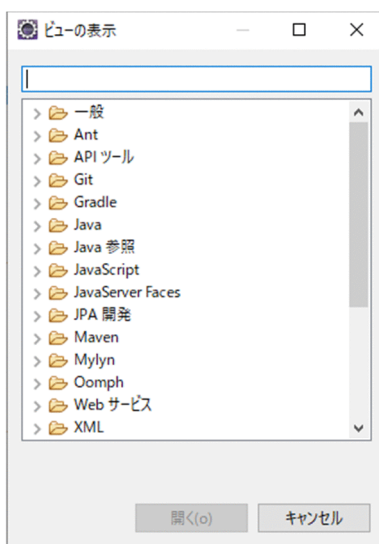 ビューの表示
一般
Ant
API ツール
Git
Gradle
Java
Java 参照
JavaScript
JavaServer Faces
JPA 開発
Maven
Mylyn
Oomph
Web サービス
XML
開く(o)
キャンセル